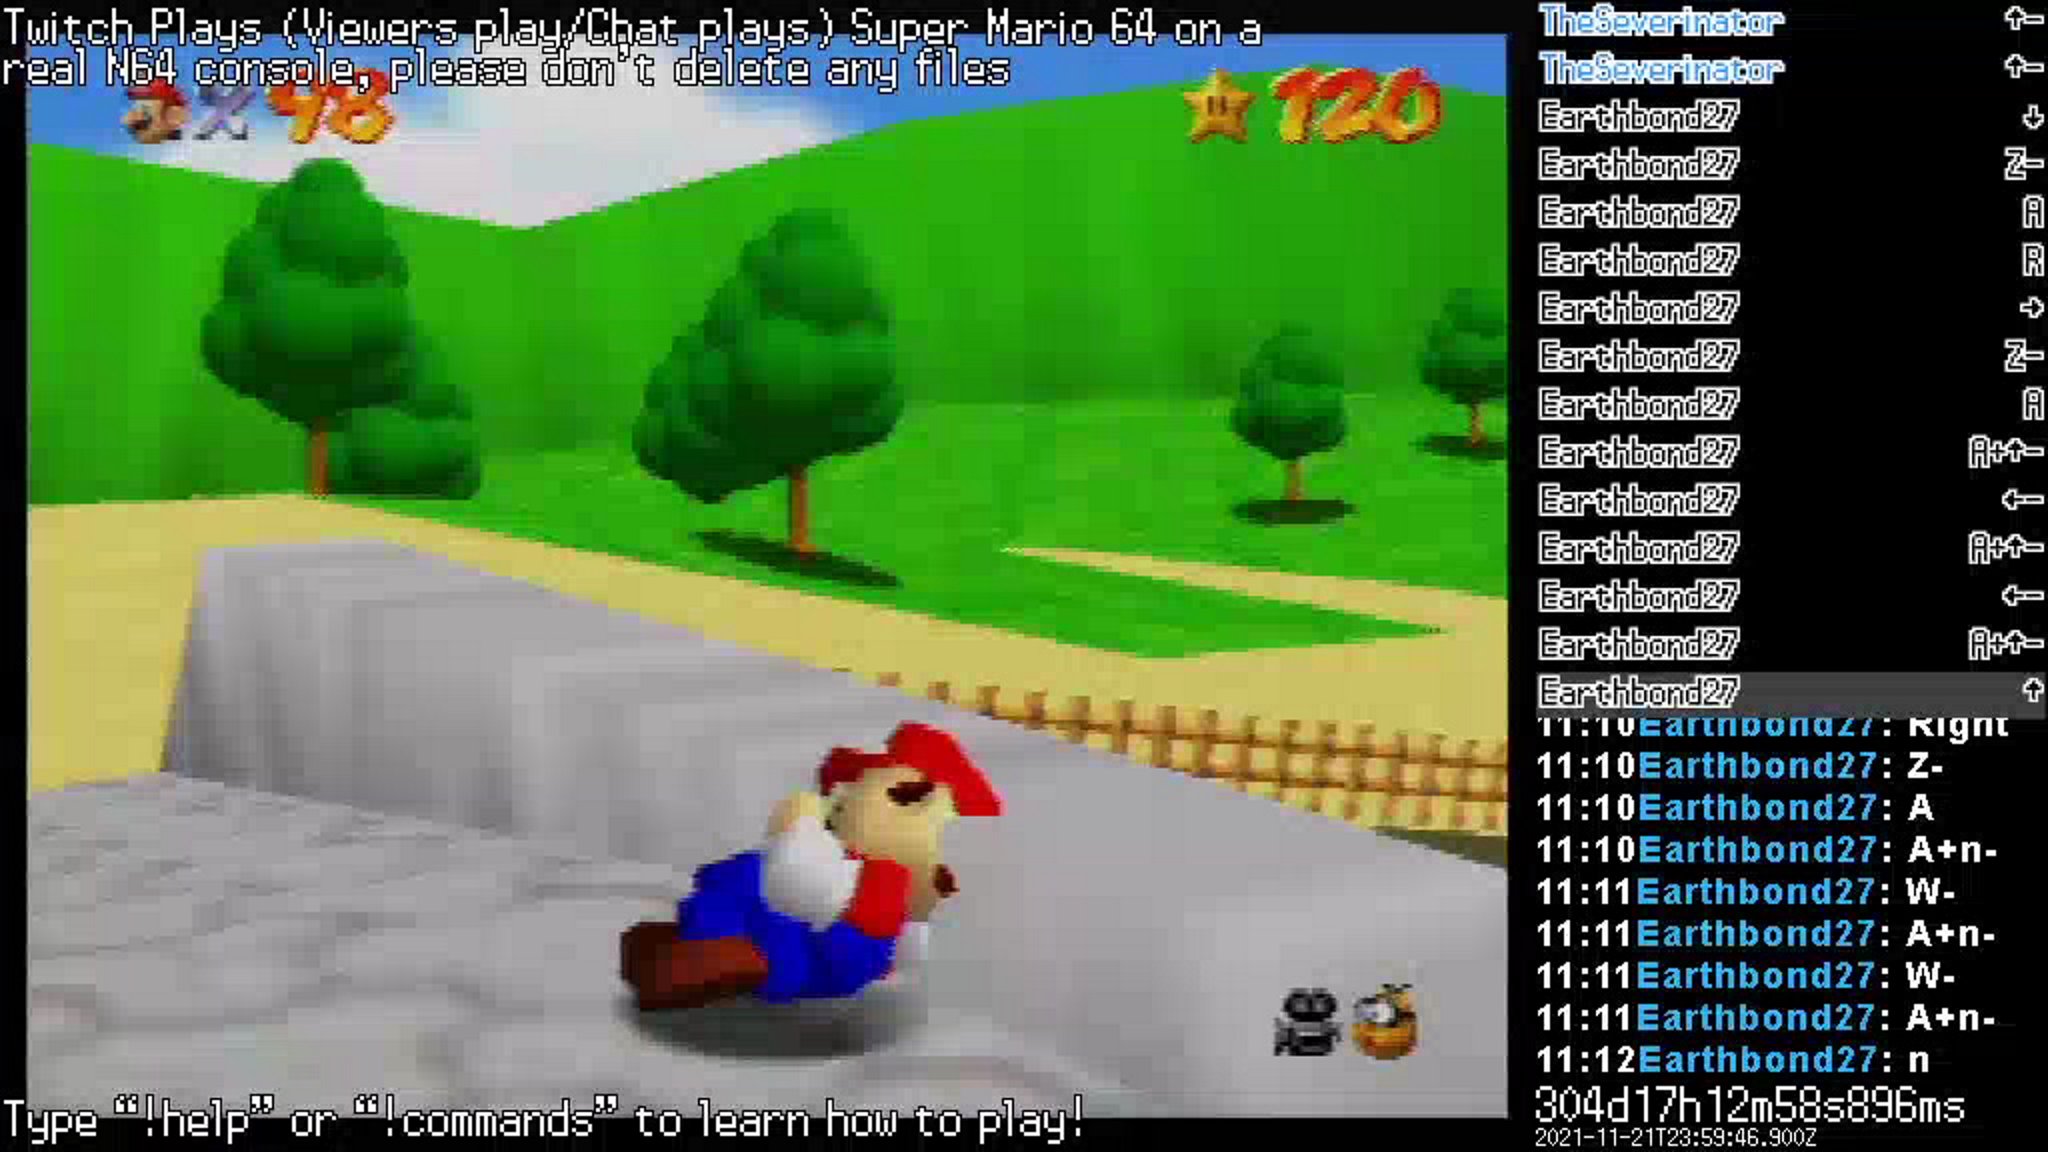 Twitch Plays (Viewers play/Chat plays) Super Mario 64 on a
real N64 console, please don't delete any files
98
120
TheSeverinator ↑-
TheSeverinator ↑-
Earthbond27 ↓
Earthbond27 Z-
Earthbond27 A
Earthbond27 R
Earthbond27 →
Earthbond27 Z-
Earthbond27 A
Earthbond27 A+↑-
Earthbond27 ←-
Earthbond27 A+↑-
Earthbond27 ←-
Earthbond27 A+↑-
Earthbond27 ↑
11:10Earthbond27: Right
11:10Earthbond27: Z-
11:10Earthbond27: A
11:10Earthbond27: A+n-
11:11Earthbond27: W-
11:11Earthbond27: A+n-
11:11Earthbond27: W-
11:11Earthbond27: A+n-
11:12Earthbond27: n
304d17h12m58s896ms
2021-11-21T23:59:46.900Z
Type “!help” or “!commands” to learn how to play!